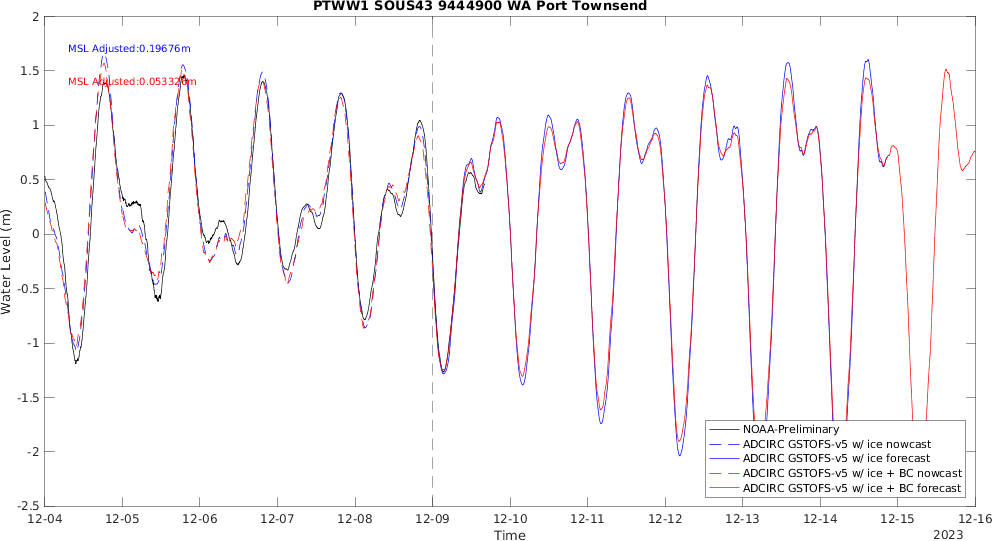 PTWW1 SOUS43 9444900 WA Port Townsend
MSL Adjusted:0.19676m
MSL Adjusted:0.05332
Water Level (m)
2
1.5
1
0.5
0
-0.5
-1
-1.5
-2
-2.5
NOAA-Preliminary
ADCIRC GSTOFS-v5 w/ ice nowcast
ADCIRC GSTOFS-v5 w/ ice forecast
ADCIRC GSTOFS-v5 w/ ice + BC nowcast
ADCIRC GSTOFS-v5 w/ ice + BC forecast
12-04 12-05 12-06 12-07 12-08 12-09 12-10 12-11 12-12 12-13 12-14 12-15 12-16
Time
2023